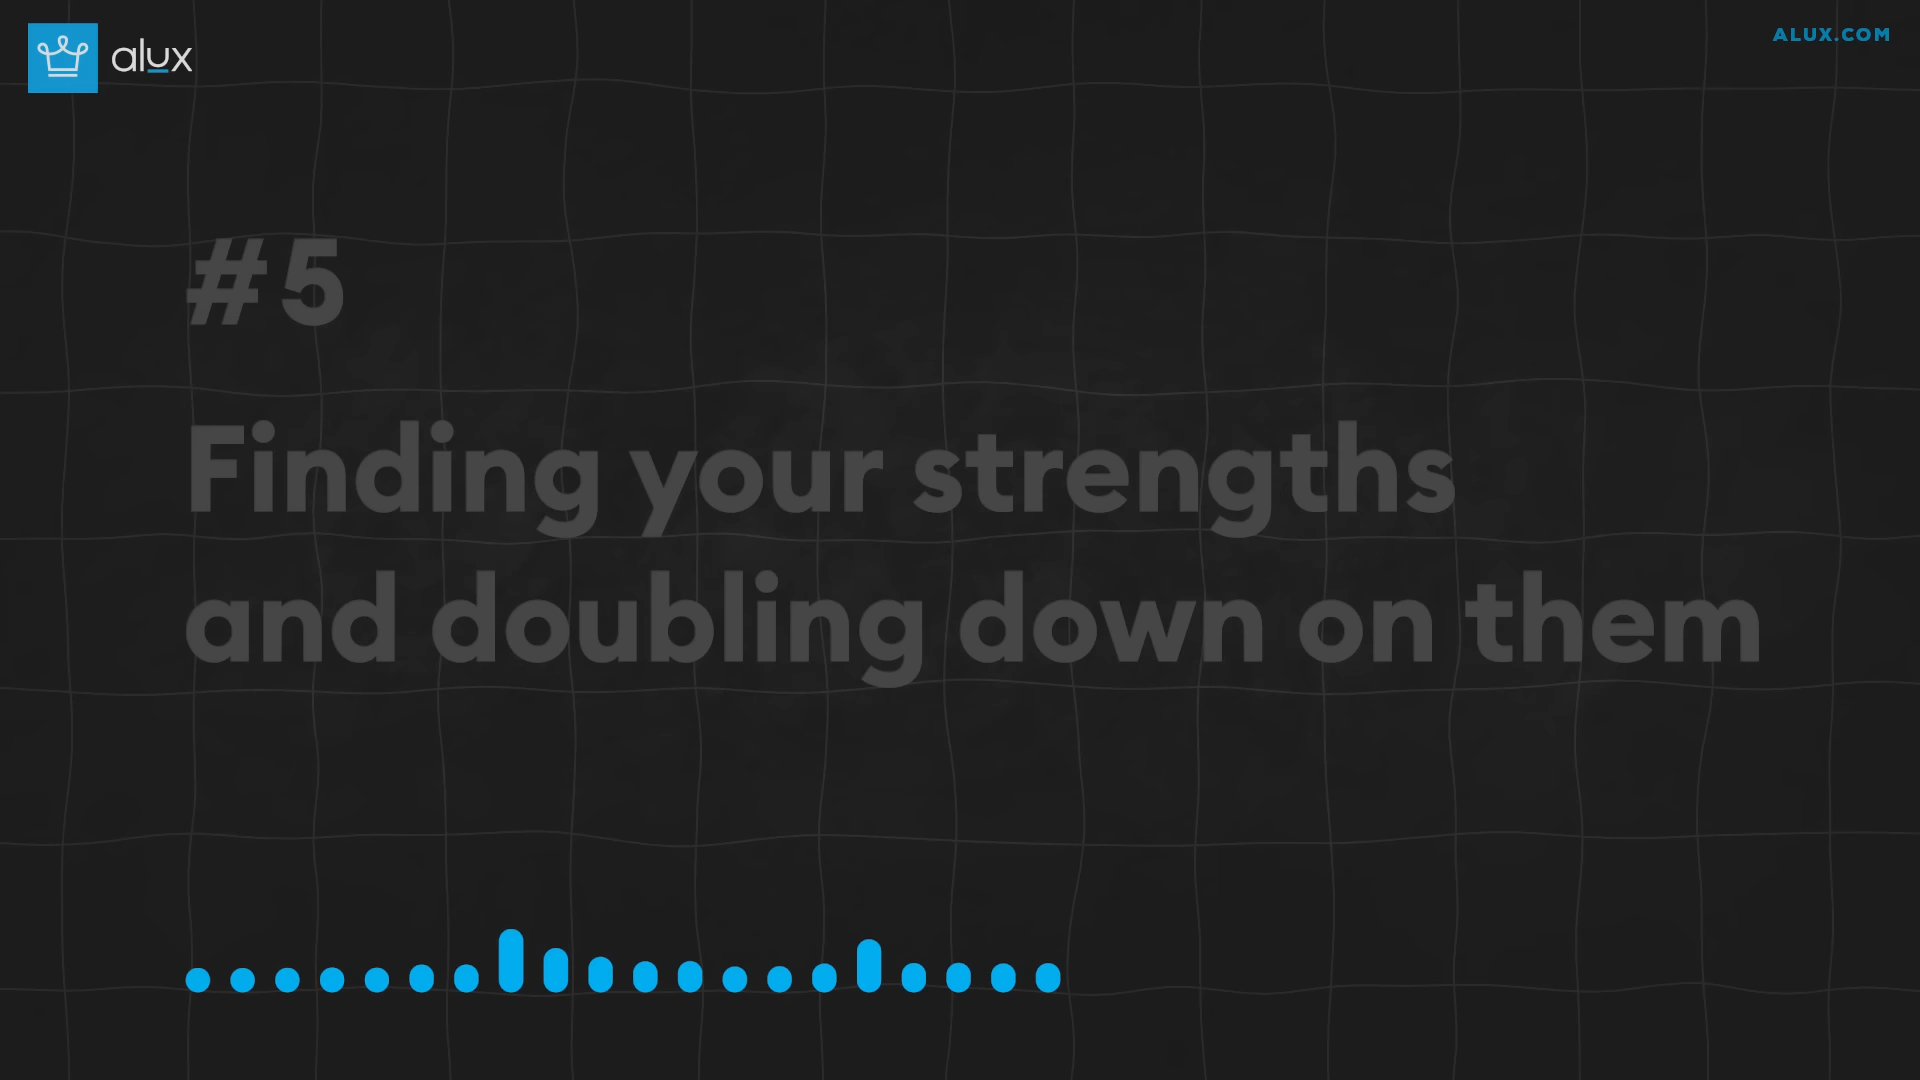 alux
ALUX.COM
#5
Finding your strengths
and doubling down on them